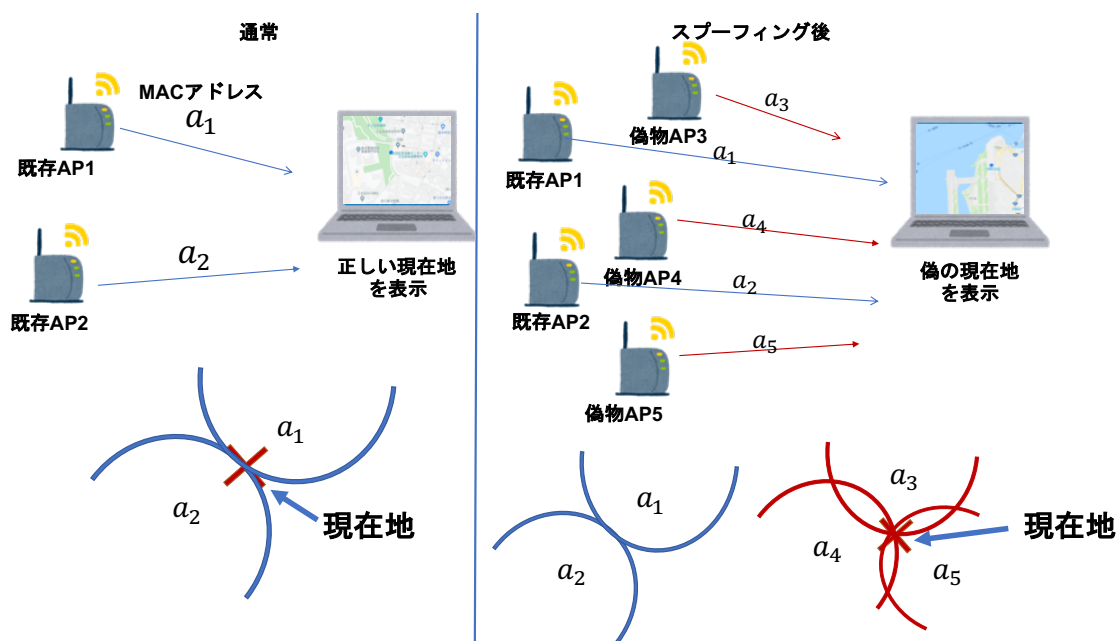 通常
MACアドレス
a₁
既存AP1
a₂
既存AP2
正しい現在地
を表示
a₁
a₂
現在地
スプーフィング後
a₃
偽物AP3
a₁
既存AP1
a₄
偽物AP4
a₂
既存AP2
a₅
偽物AP5
偽の現在地
を表示
a₁
a₂
a₃
a₄
a₅
現在地